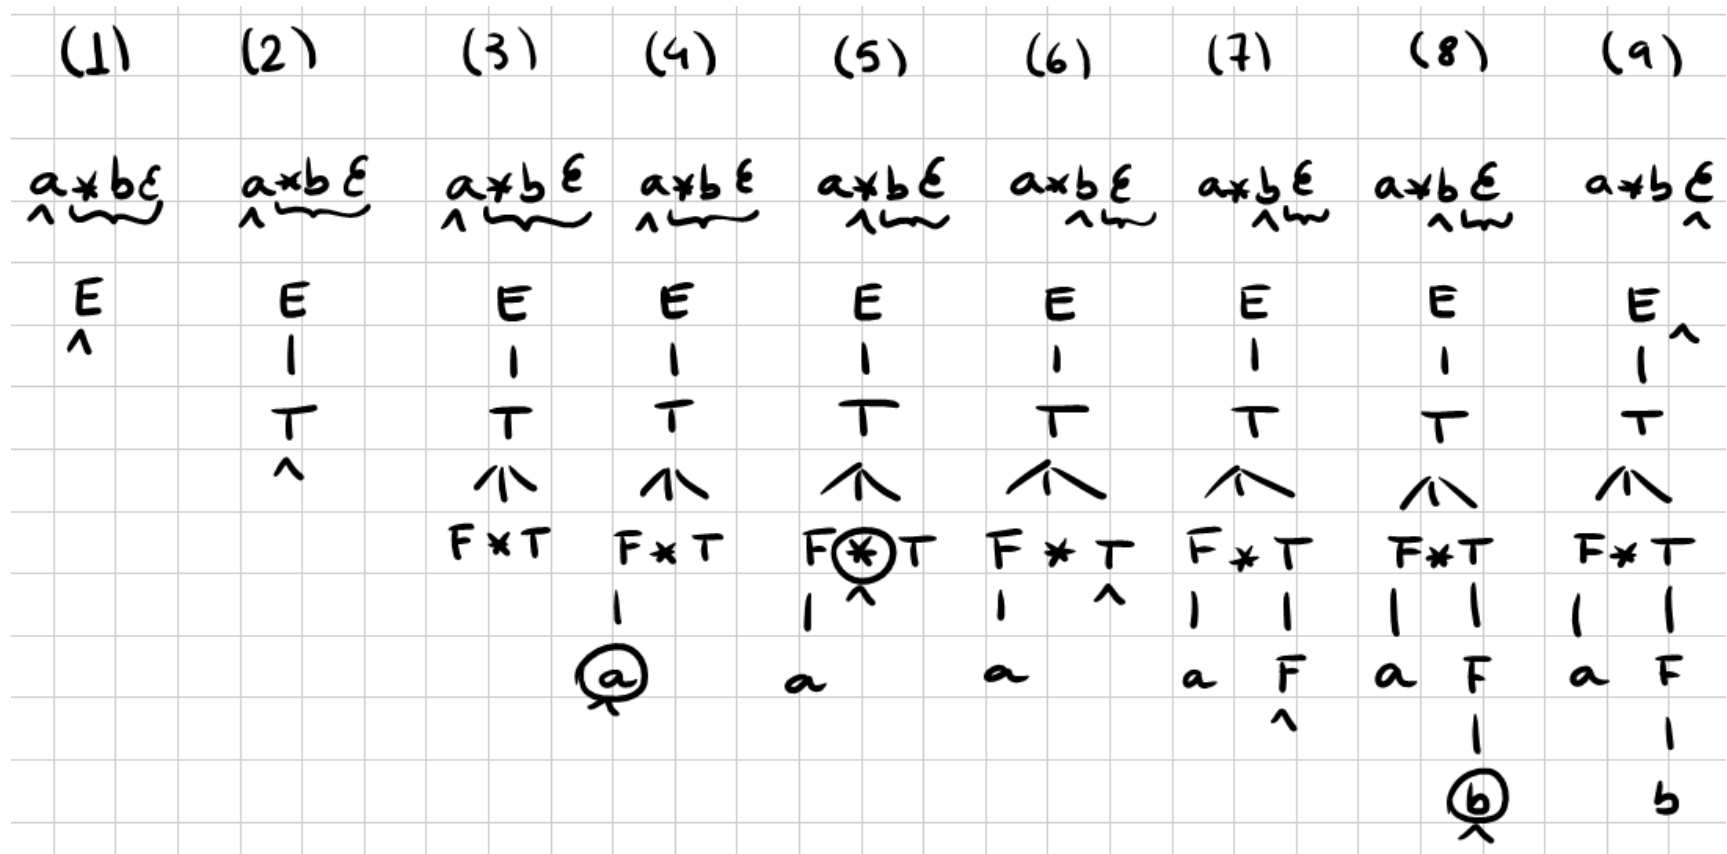 (1) (2) (3) (4) (5) (6) (7) (8) (9)
a*bε a*bε a*bε a*bε a*bε a*bε a*bε a*bε a*bε
^ ^ ^ ^ ^ ^ ^ ^ ^
E E E E E E E E E
^ ^
| | | | | | | |
T T T T T T T T
^
F*T F*T F*T F*T F*T F*T F*T
^ ^
| | | | | | | | |
a a a a F a F a F
^ ^
| |
b b
^